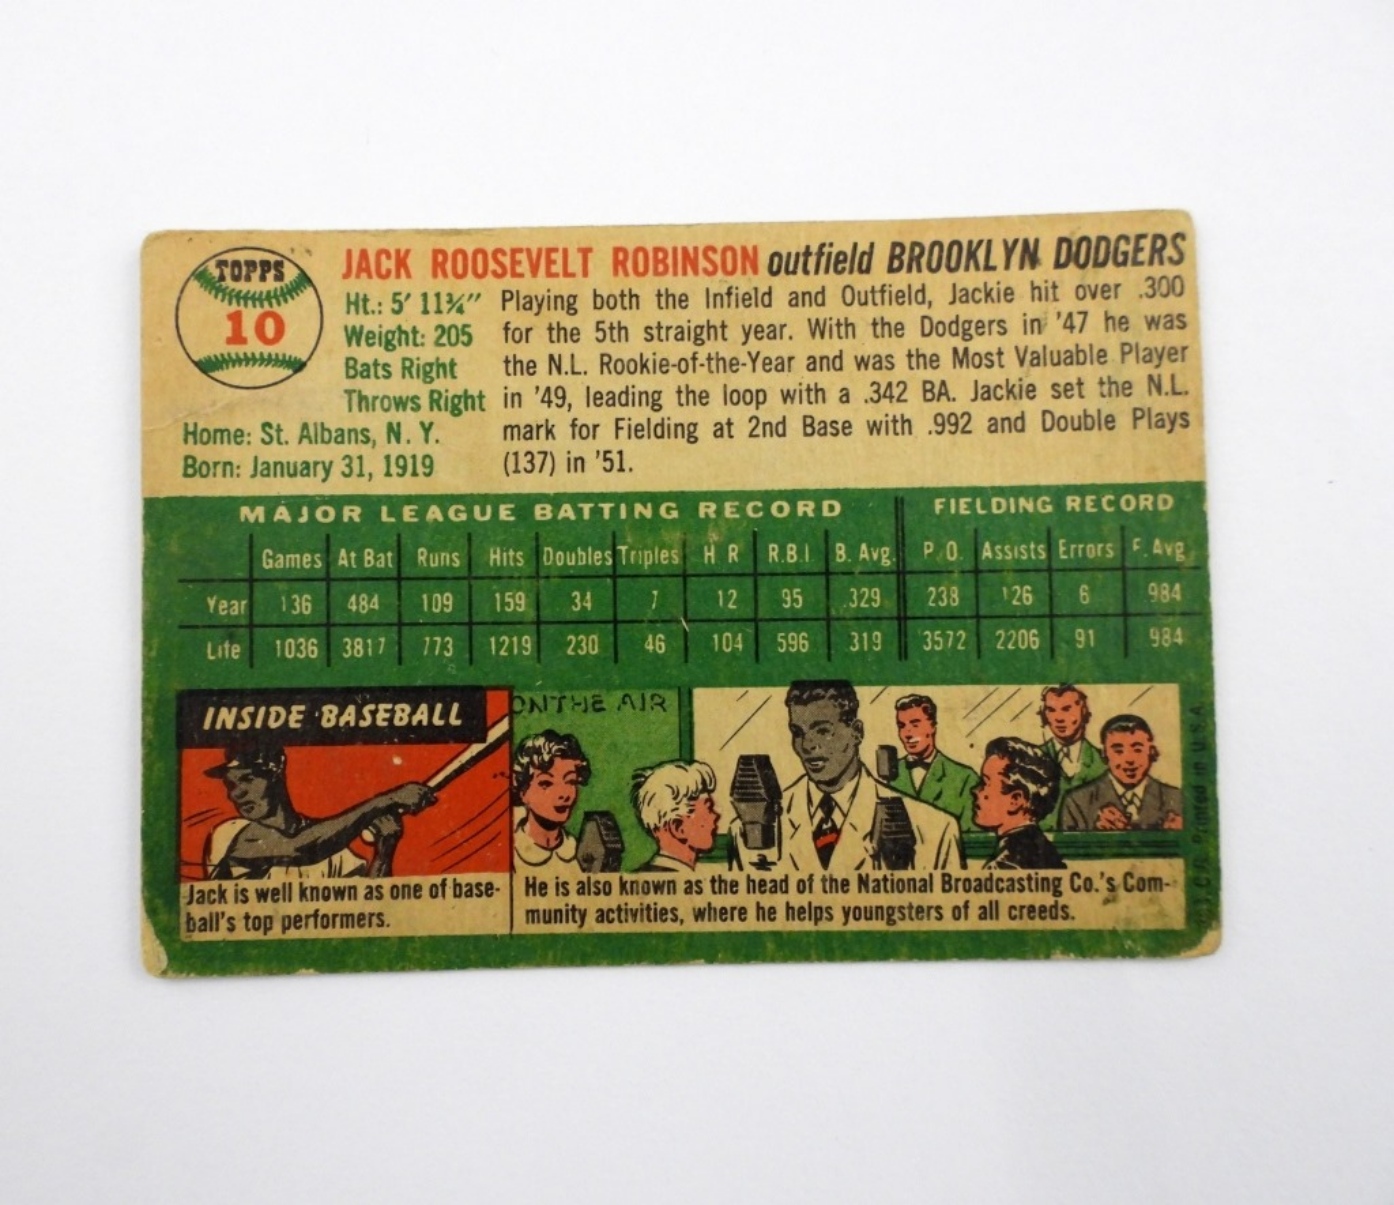 TOPPS
10
JACK ROOSEVELT ROBINSON outfield BROOKLYN DODGERS
Ht.: 5' 11¾"
Weight: 205
Bats Right
Throws Right
Home: St. Albans, N. Y.
Born: January 31, 1919
Playing both the Infield and Outfield, Jackie hit over .300
for the 5th straight year. With the Dodgers in '47 he was
the N.L. Rookie-of-the-Year and was the Most Valuable Player
in '49, leading the loop with a .342 BA. Jackie set the N.L.
mark for Fielding at 2nd Base with .992 and Double Plays
(137) in '51.
MAJOR LEAGUE BATTING RECORD FIELDING RECORD
Games At Bat Runs Hits Doubles Triples H R R.B.I B. Avg. P.O. Assists Errors F. Avg
Year 136 484 109 159 34 7 12 95 .329 238 126 6 984
Life 1036 3817 773 1219 230 46 104 596 319 3572 2206 91 984
INSIDE BASEBALL
ON THE AIR
Jack is well known as one of base-
ball's top performers.
He is also known as the head of the National Broadcasting Co.'s Com-
munity activities, where he helps youngsters of all creeds.
Printed in U.S.A.